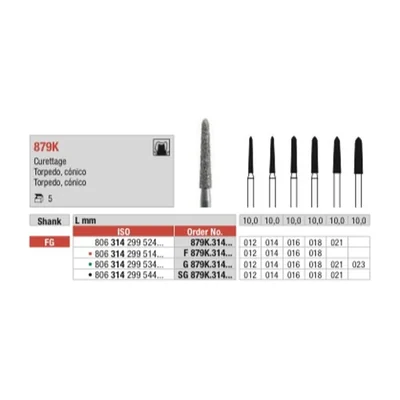 879K
Curettage
Torpedo, cónico
Torpedo, cónico
5
Shank L mm 10,0 10,0 10,0 10,0 10,0 10,0
ISO Order No.
FG 806 314 299 524... 879K.314... 012 014 016 018 021
806 314 299 514... F 879K.314... 012 014 016 018
806 314 299 534... G 879K.314... 012 014 016 018 021 023
806 314 299 544... SG 879K.314... 012 014 016 018 021